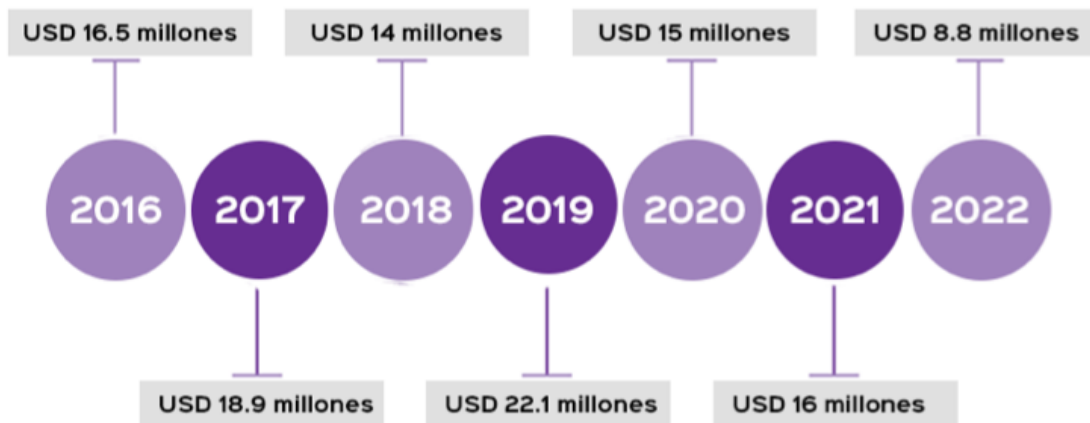 USD 16.5 millones
USD 14 millones
USD 15 millones
USD 8.8 millones
2016
2017
2018
2019
2020
2021
2022
USD 18.9 millones
USD 22.1 millones
USD 16 millones